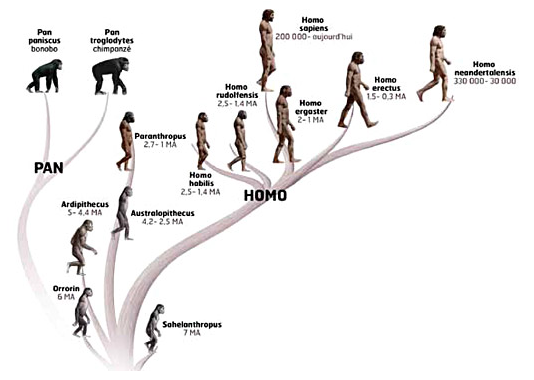 Pan
paniscus
bonobo
Pan
troglodytes
chimpanzé
Homo
sapiens
200 000- aujourd'hui
Homo
rudolfensis
2,5- 1,4 MA
Homo
ergaster
2- 1 MA
Homo
erectus
1,5- 0,3 MA
Homo
neandertalensis
330 000- 30 000
Paranthropus
2,7- 1 MA
PAN
Homo
habilis
2,5- 1,4 MA
HOMO
Ardipithecus
5- 4,4 MA
Australopithecus
4,2- 2,5 MA
Orrorin
6 MA
Sahelanthropus
7 MA